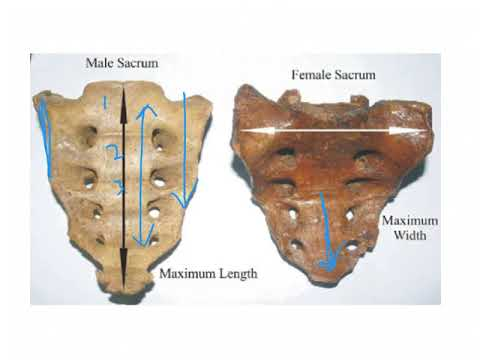 Male Sacrum
Female Sacrum
1
2
3
Maximum
Width
Maximum Length